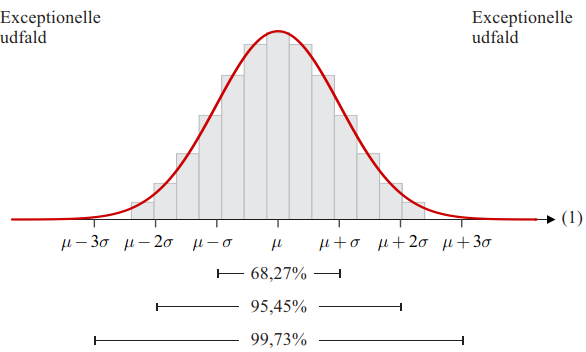 Exceptionelle
udfald
Exceptionelle
udfald
(1)
μ − 3σ μ − 2σ μ − σ μ μ + σ μ + 2σ μ + 3σ
68,27%
95,45%
99,73%